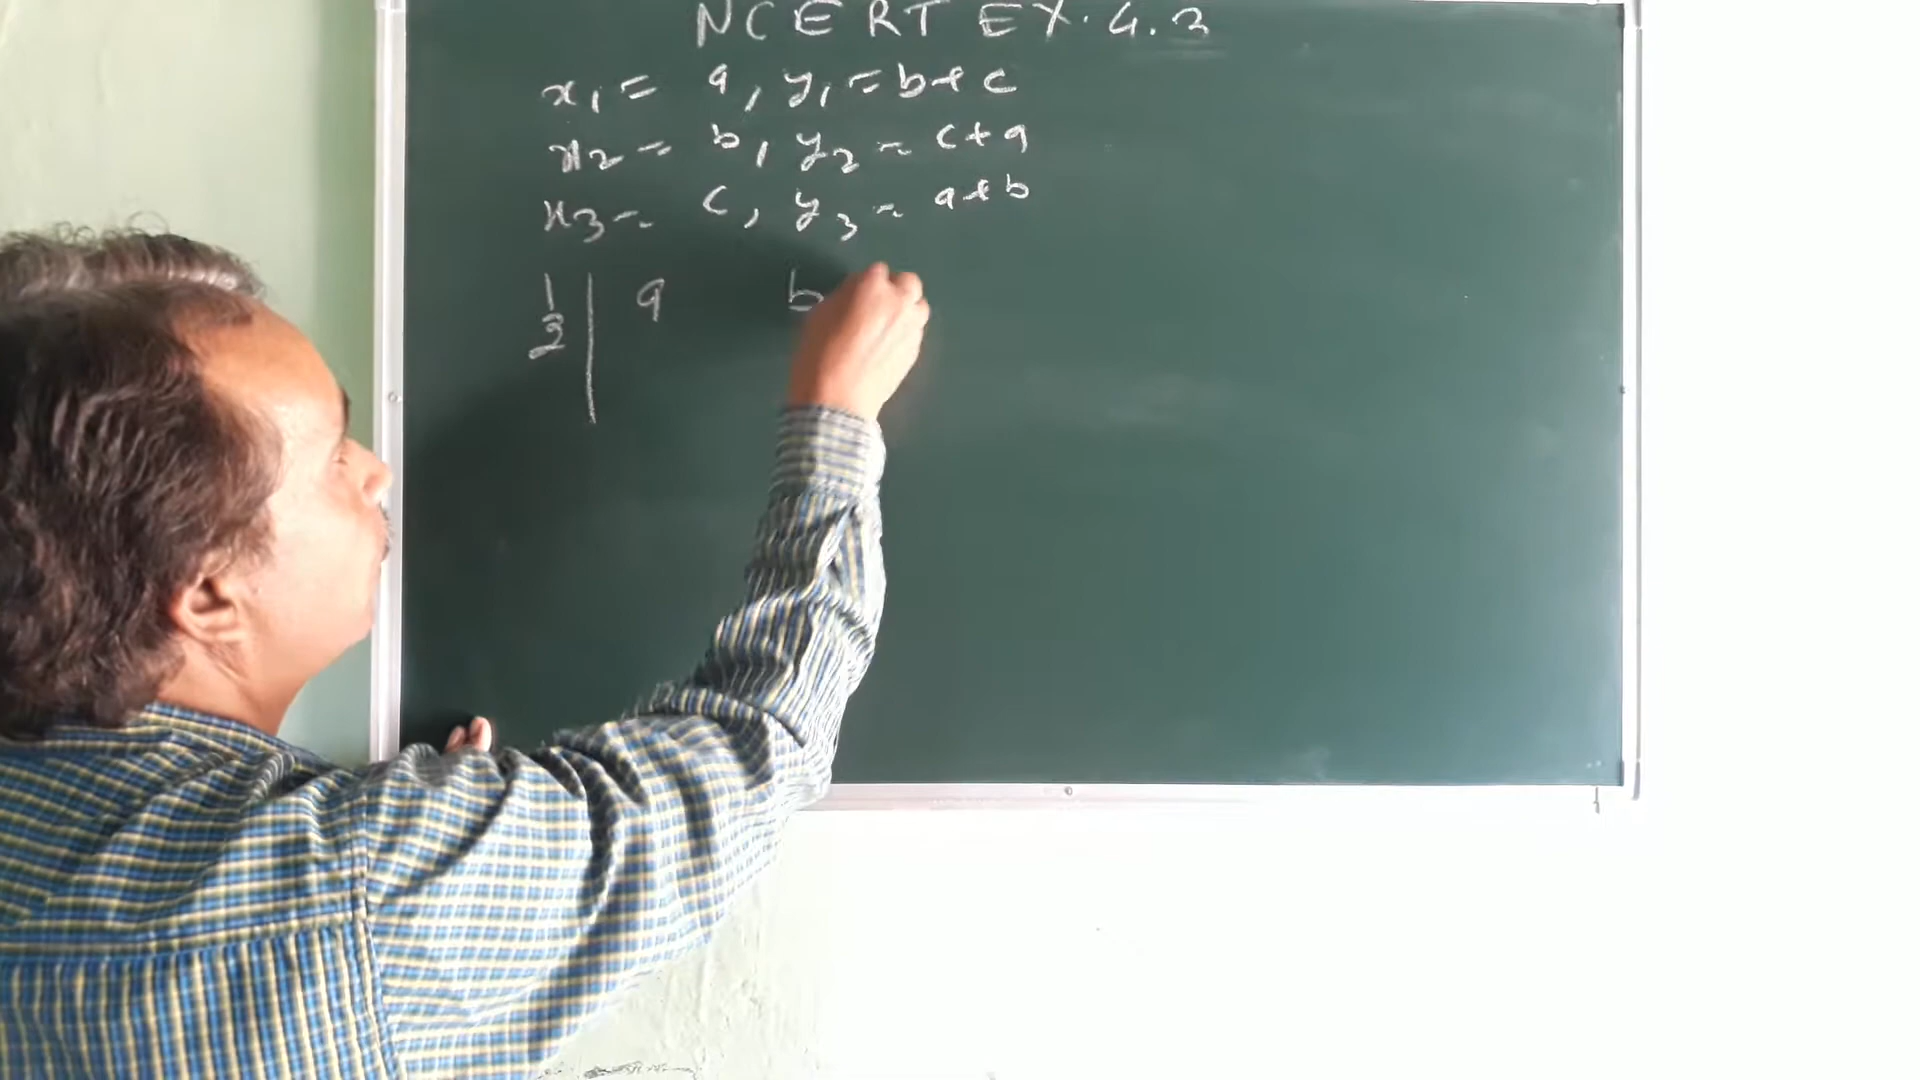 NCERT EX. 4.3
x1 = a, y1 = b+c
x2 = b, y2 = c+a
x3 = c, y3 = a+b
1/2 | a b